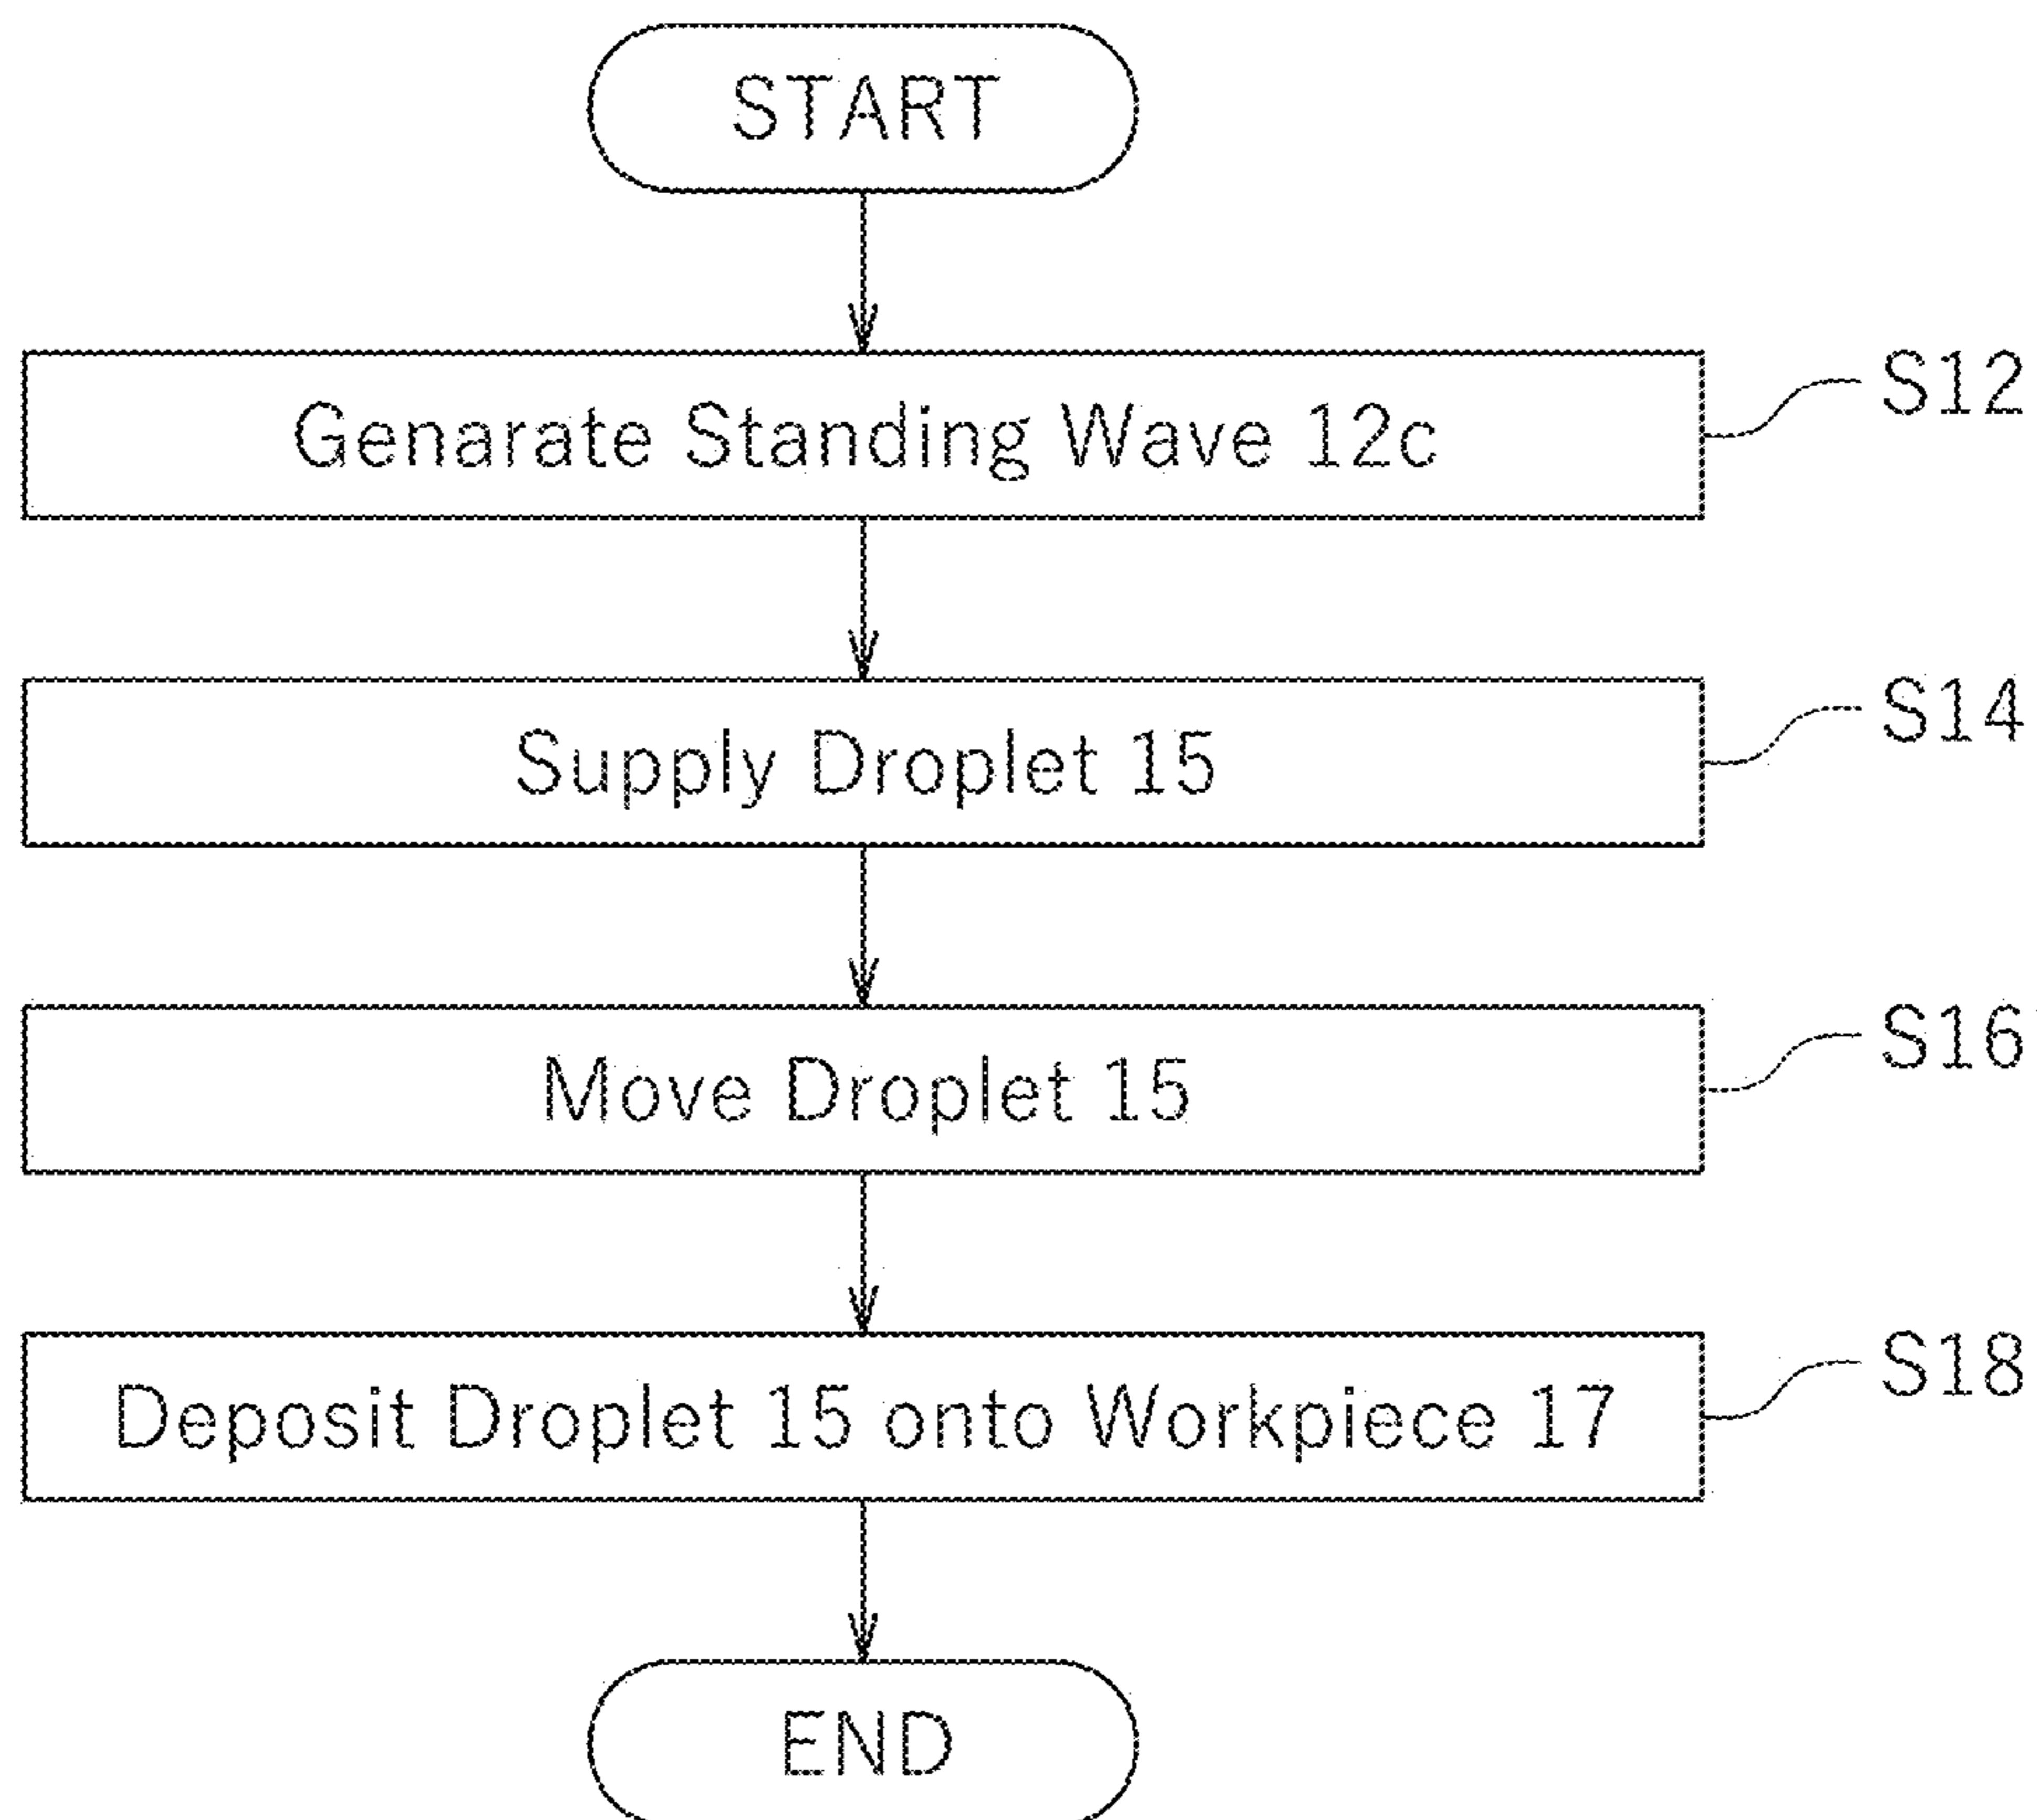 START
Genarate Standing Wave 12c
S12
Supply Droplet 15
S14
Move Droplet 15
S16
Deposit Droplet 15 onto Workpiece 17
S18
END